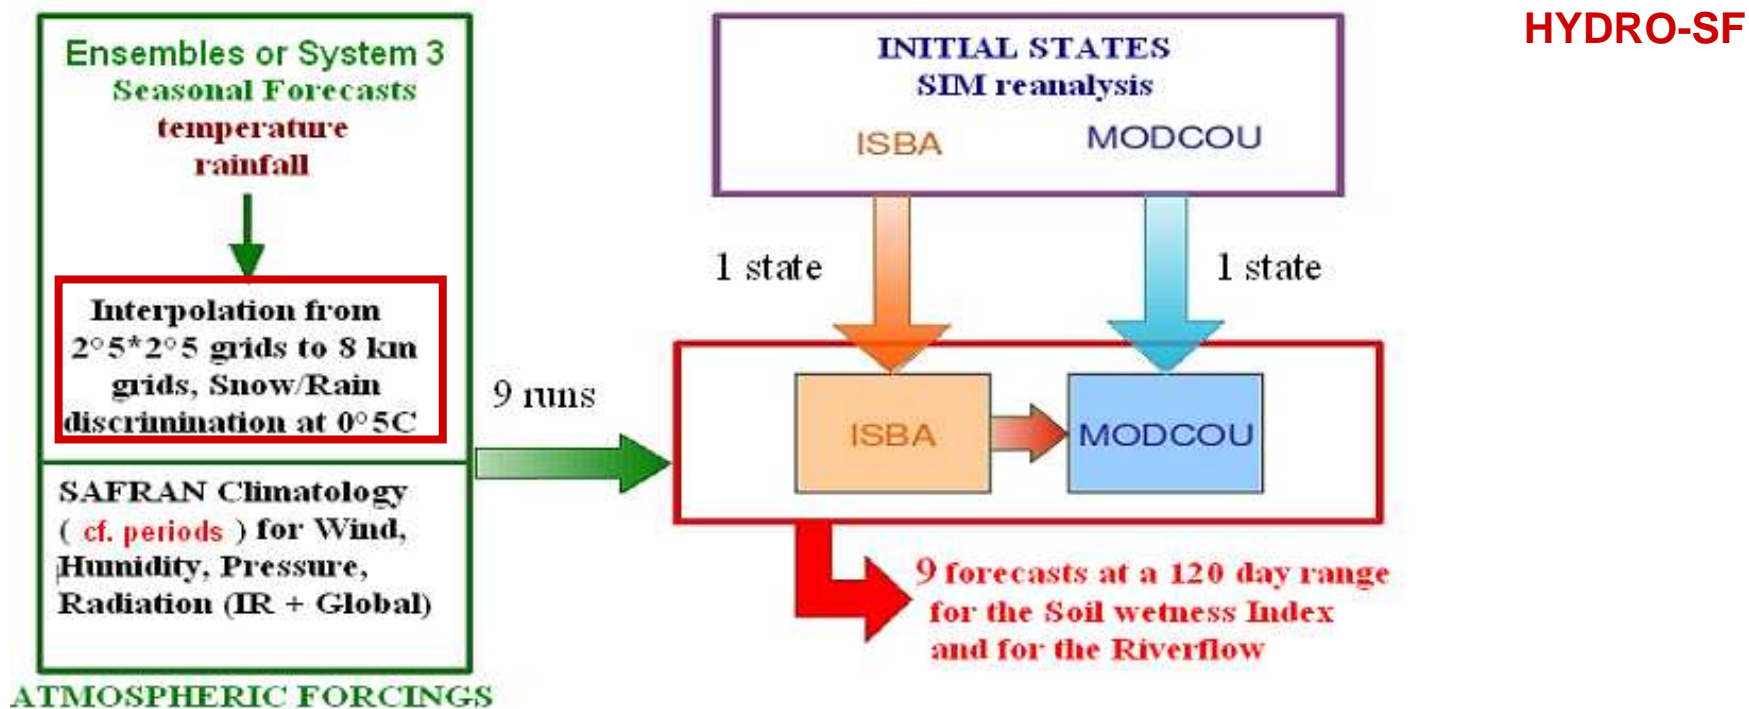 HYDRO-SF
Ensembles or System 3
Seasonal Forecasts
temperature
rainfall
Interpolation from
2°5*2°5 grids to 8 km
grids, Snow/Rain
discrimination at 0°5C
SAFRAN Climatology
( cf. periods ) for Wind,
Humidity, Pressure,
Radiation (IR + Global)
ATMOSPHERIC FORCINGS
9 runs
INITIAL STATES
SIM reanalysis
ISBA
MODCOU
1 state
1 state
ISBA
MODCOU
9 forecasts at a 120 day range
for the Soil wetness Index
and for the Riverflow